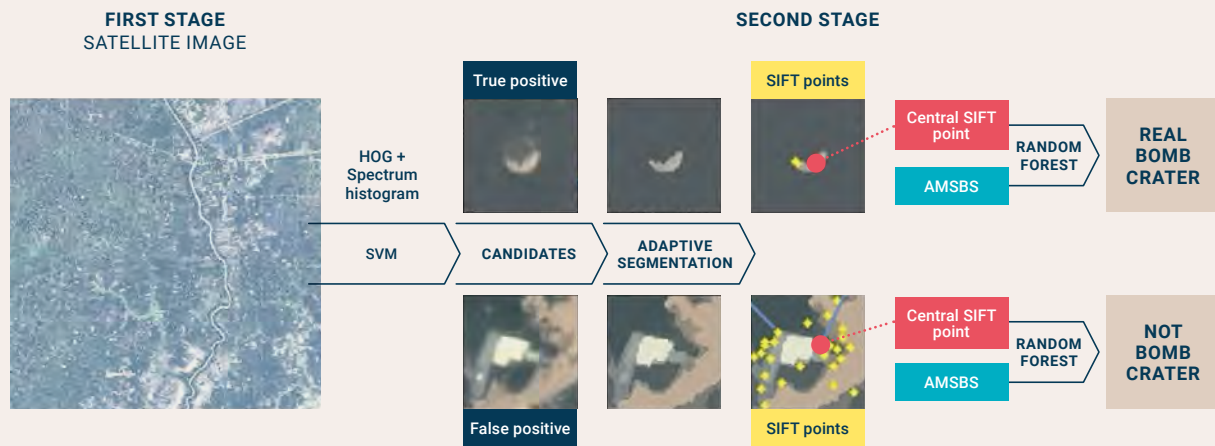 FIRST STAGE
SATELLITE IMAGE
SECOND STAGE
True positive
SIFT points
HOG +
Spectrum
histogram
SVM
CANDIDATES
ADAPTIVE
SEGMENTATION
Central SIFT
point
AMSBS
RANDOM
FOREST
REAL
BOMB
CRATER
Central SIFT
point
AMSBS
RANDOM
FOREST
NOT
BOMB
CRATER
False positive
SIFT points